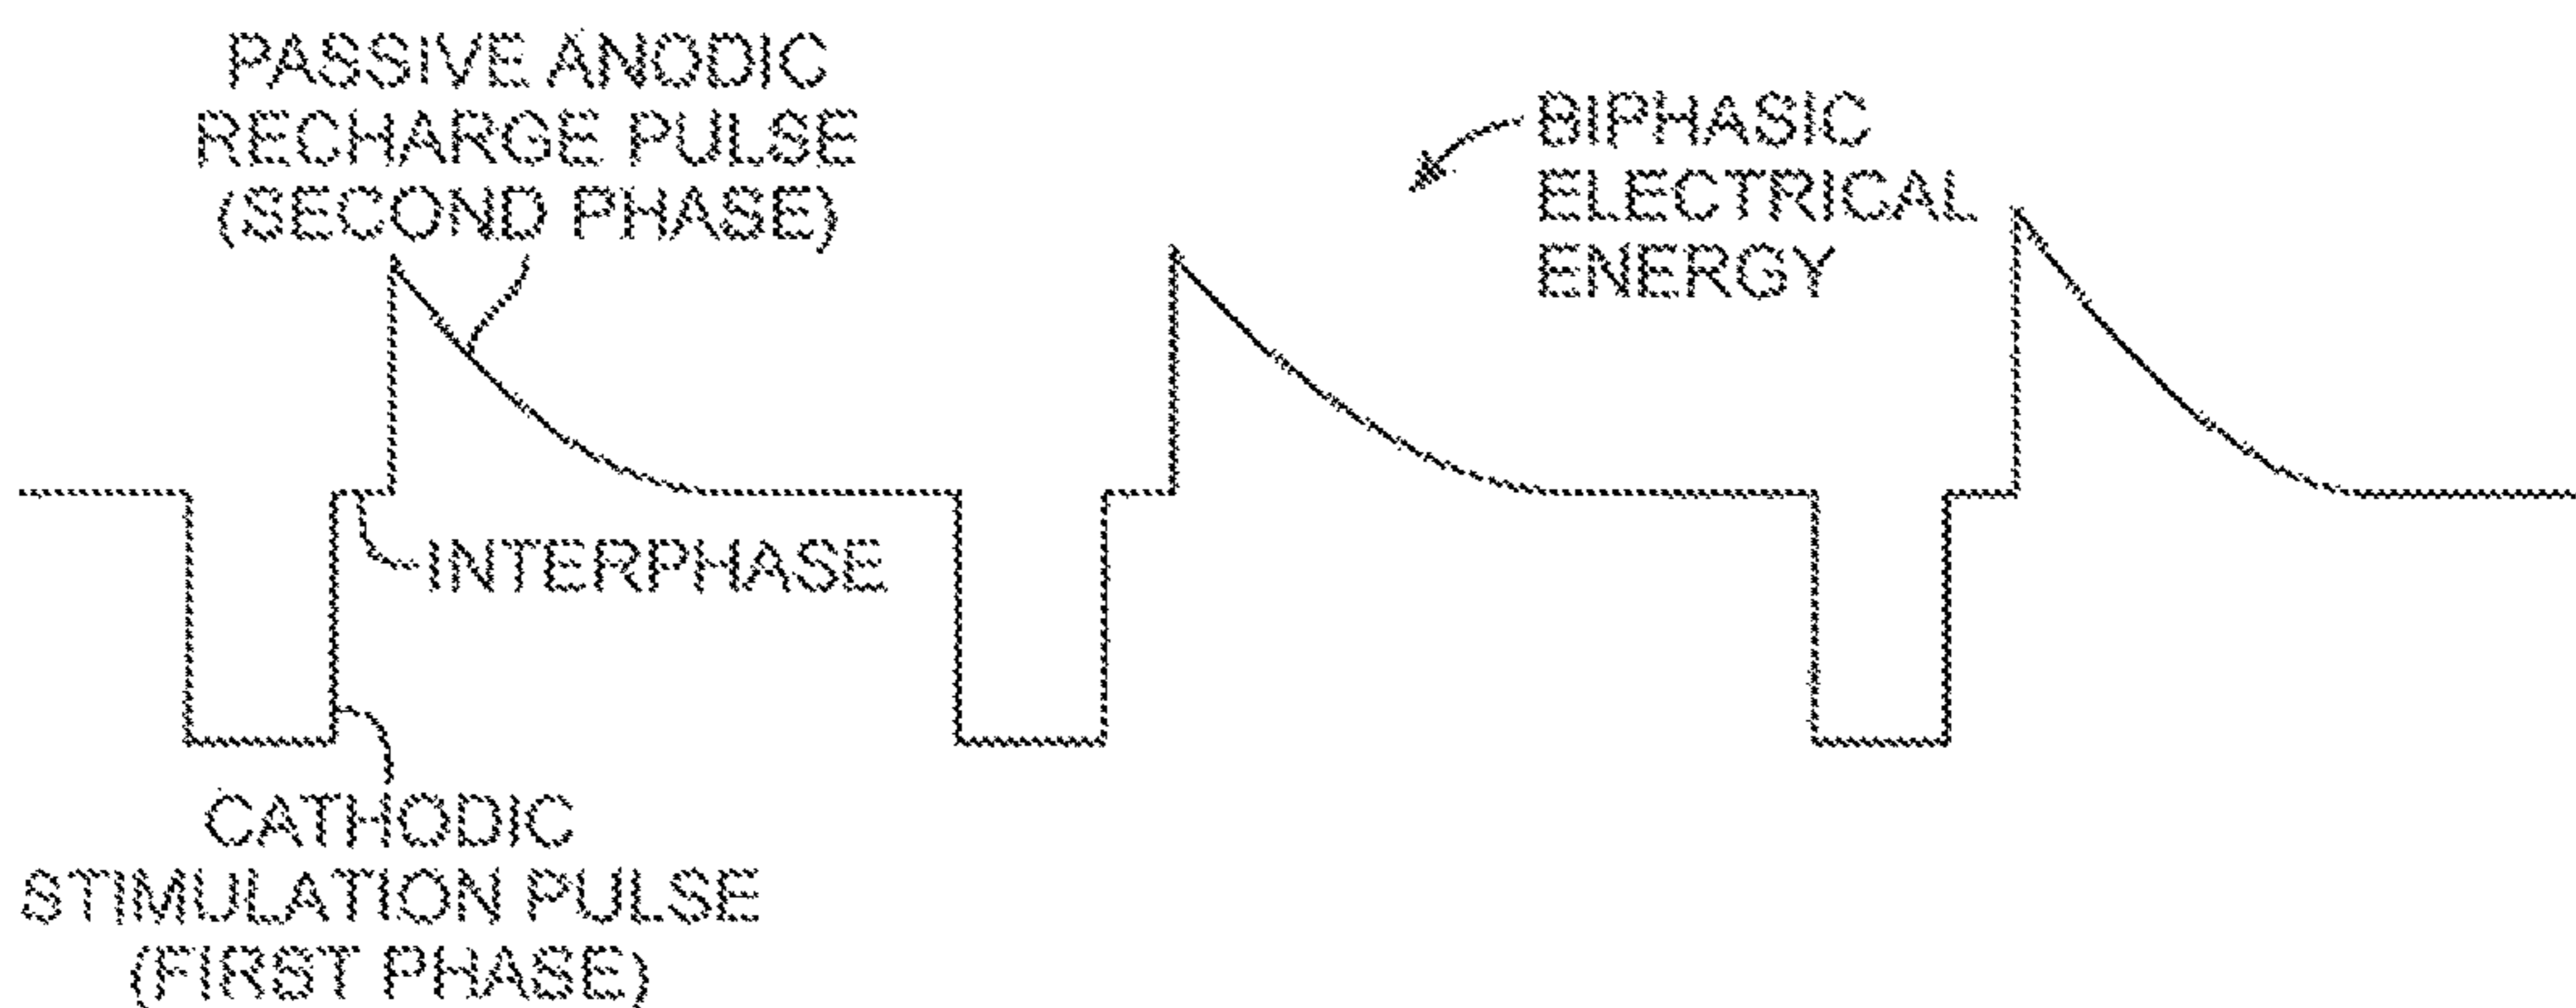 PASSIVE ANODIC
RECHARGE PULSE
(SECOND PHASE)
BIPHASIC
ELECTRICAL
ENERGY
INTERPHASE
CATHODIC
STIMULATION PULSE
(FIRST PHASE)